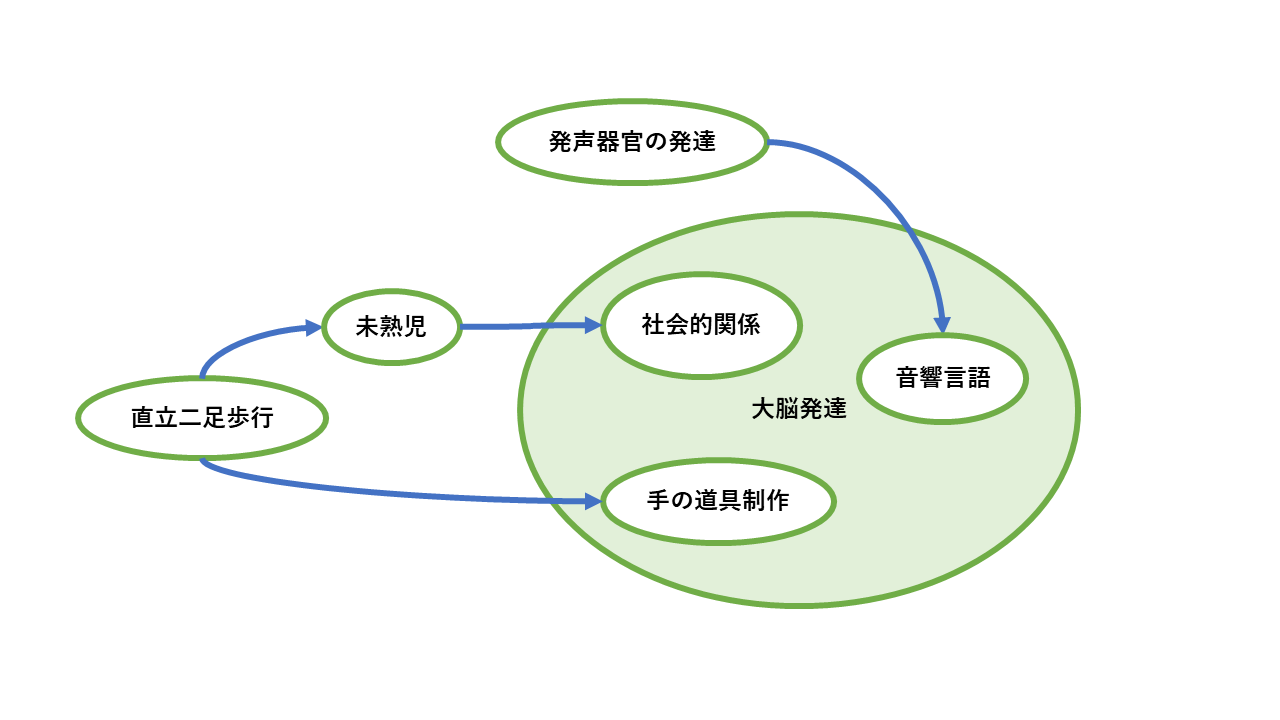 発声器官の発達
社会的関係
未熟児
音響言語
大脳発達
直立二足歩行
手の道具制作